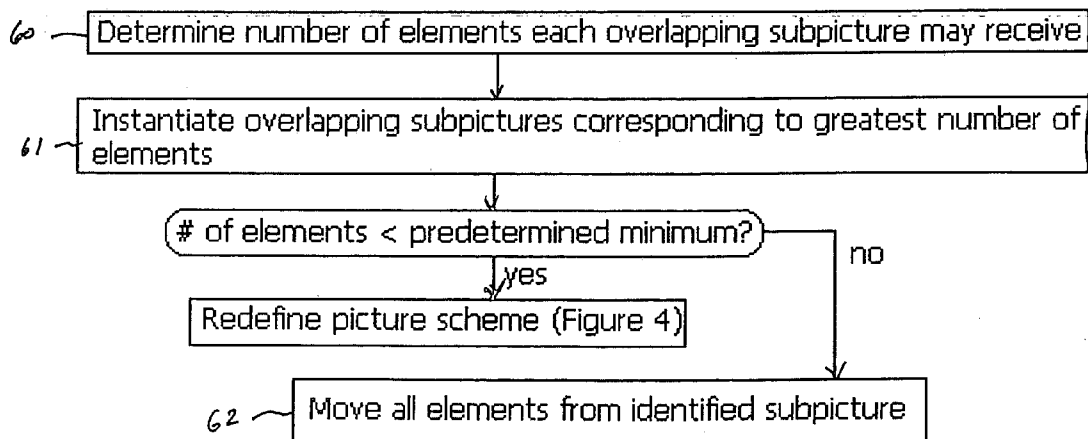 60 Determine number of elements each overlapping subpicture may receive
Instantiate overlapping subpictures corresponding to greatest number of
61 elements
# of elements < predetermined minimum?
no
yes
Redefine picture scheme (Figure 4)
62 Move all elements from identified subpicture